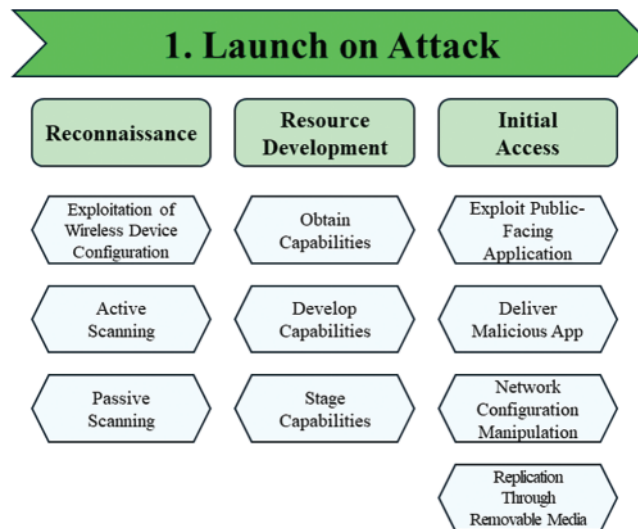 1. Launch on Attack
Reconnaissance
Resource
Development
Initial
Access
Exploitation of
Wireless Device
Configuration
Obtain
Capabilities
Exploit Public-
Facing
Application
Active
Scanning
Develop
Capabilities
Deliver
Malicious App
Passive
Scanning
Stage
Capabilities
Network
Configuration
Manipulation
Replication
Through
Removable Media